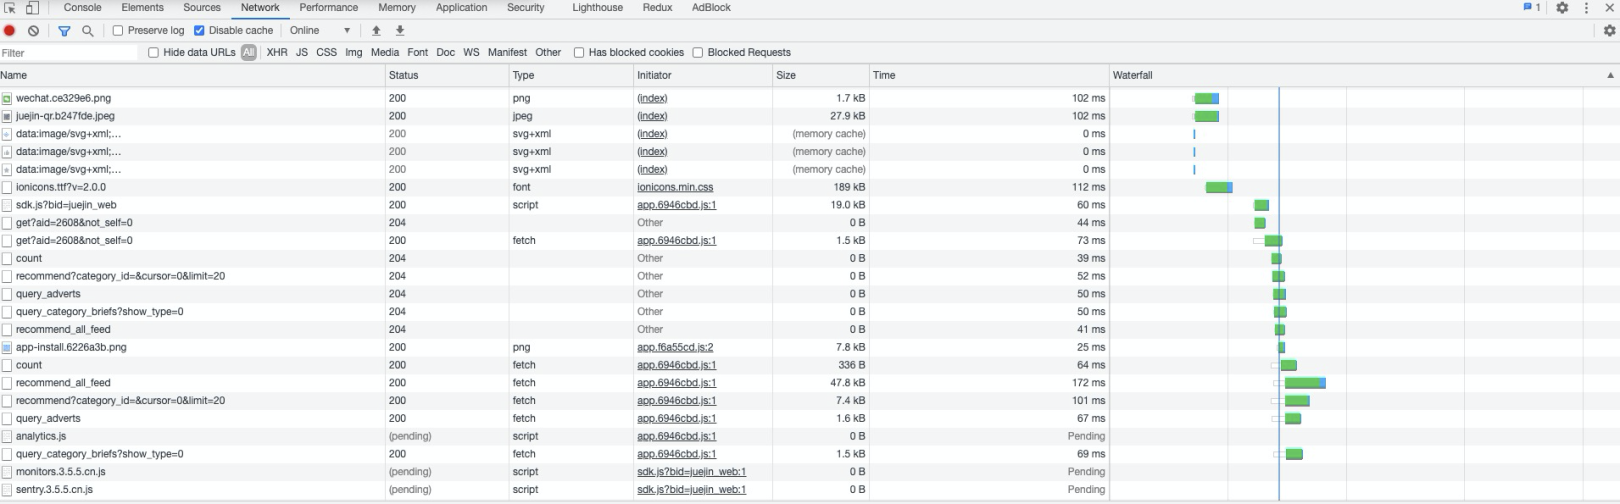 Console Elements Sources Network Performance Memory Application Security Lighthouse Redux AdBlock 1
Preserve log Disable cache Online
Filter Hide data URLs All XHR JS CSS Img Media Font Doc WS Manifest Other Has blocked cookies Blocked Requests
Name Status Type Initiator Size Time Waterfall
wechat.ce329e6.png 200 png (index) 1.7 kB 102 ms
juejin-qr.b247fde.jpeg 200 jpeg (index) 27.9 kB 102 ms
data:image/svg+xml;... 200 svg+xml (index) (memory cache) 0 ms
data:image/svg+xml;... 200 svg+xml (index) (memory cache) 0 ms
data:image/svg+xml;... 200 svg+xml (index) (memory cache) 0 ms
ionicons.ttf?v=2.0.0 200 font ionicons.min.css 189 kB 112 ms
sdk.js?bid=juejin_web 200 script app.6946cbd.js:1 19.0 kB 60 ms
get?aid=2608&not_self=0 204 Other 0 B 44 ms
get?aid=2608&not_self=0 200 fetch app.6946cbd.js:1 1.5 kB 73 ms
count 204 Other 0 B 39 ms
recommend?category_id=&cursor=0&limit=20 204 Other 0 B 52 ms
query_adverts 204 Other 0 B 50 ms
query_category_briefs?show_type=0 204 Other 0 B 50 ms
recommend_all_feed 204 Other 0 B 41 ms
app-install.6226a3b.png 200 png app.f6a55cd.js:2 7.8 kB 25 ms
count 200 fetch app.6946cbd.js:1 336 B 64 ms
recommend_all_feed 200 fetch app.6946cbd.js:1 47.8 kB 172 ms
recommend?category_id=&cursor=0&limit=20 200 fetch app.6946cbd.js:1 7.4 kB 101 ms
query_adverts 200 fetch app.6946cbd.js:1 1.6 kB 67 ms
analytics.js (pending) script app.6946cbd.js:1 0 B Pending
query_category_briefs?show_type=0 200 fetch app.6946cbd.js:1 1.5 kB 69 ms
monitors.3.5.5.cn.js (pending) script sdk.js?bid=juejin_web:1 0 B Pending
sentry.3.5.5.cn.js (pending) script sdk.js?bid=juejin_web:1 0 B Pending